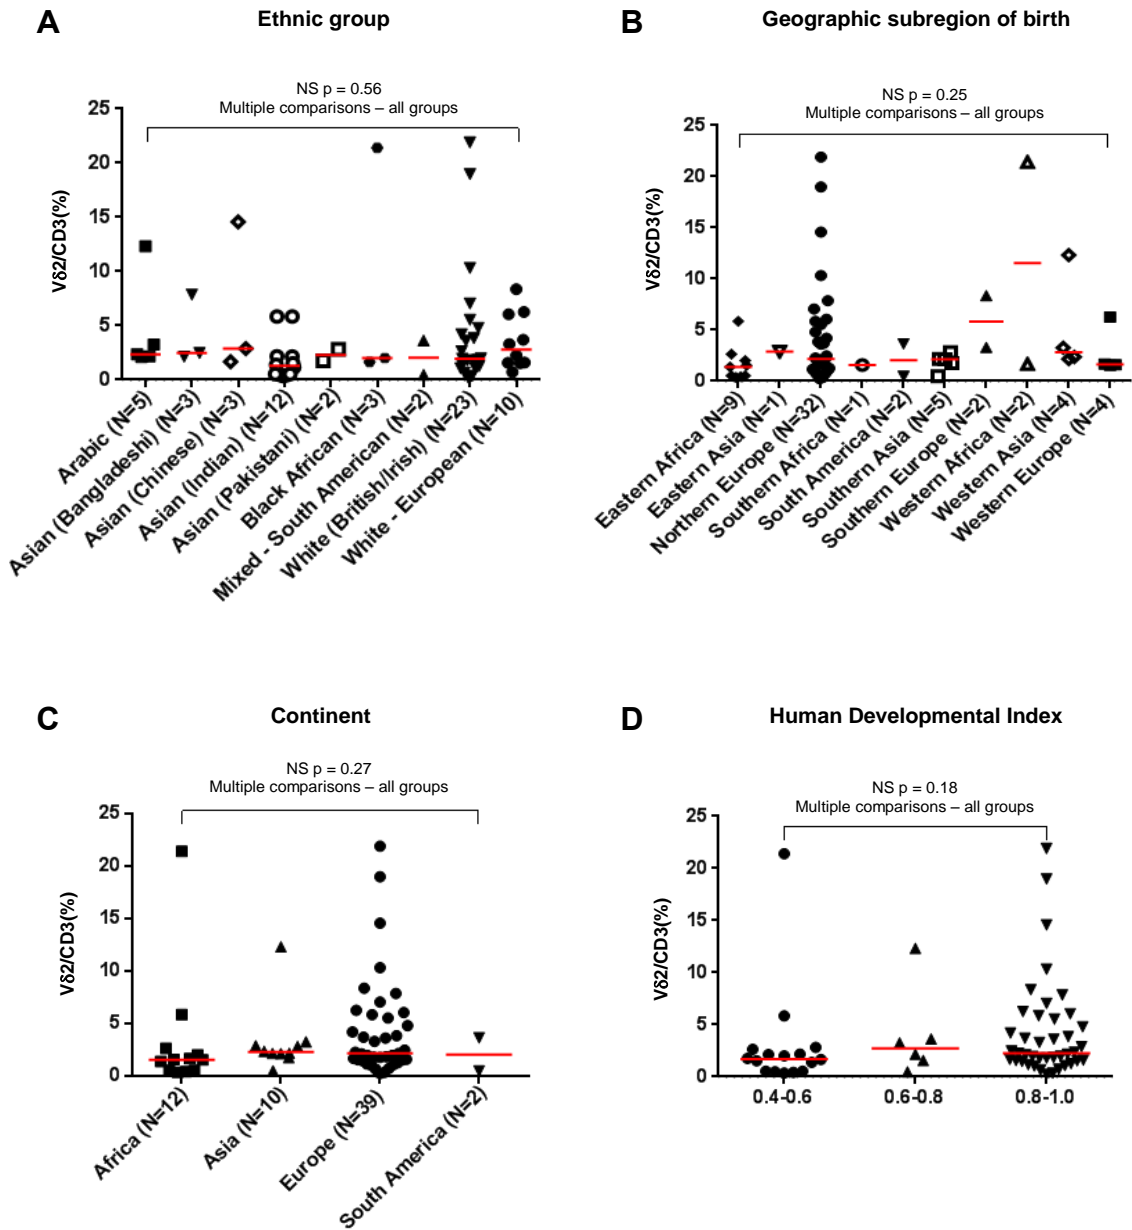 A
Ethnic group
NS p = 0.56
Multiple comparisons – all groups
Vδ2/CD3(%)
25
20
15
10
5
0
Arabic (N=5)
Asian (Bangladeshi) (N=3)
Asian (Chinese) (N=3)
Asian (Indian) (N=12)
Asian (Pakistani) (N=2)
Black African (N=3)
Mixed - South American (N=2)
White (British/Irish) (N=23)
White - European (N=10)
B
Geographic subregion of birth
NS p = 0.25
Multiple comparisons – all groups
Vδ2/CD3(%)
25
20
15
10
5
0
Eastern Africa (N=9)
Eastern Asia (N=1)
Northern Europe (N=32)
Southern Africa (N=1)
South America (N=2)
Southern Asia (N=5)
Southern Europe (N=2)
Western Africa (N=2)
Western Asia (N=4)
Western Europe (N=4)
C
Continent
NS p = 0.27
Multiple comparisons – all groups
Vδ2/CD3(%)
25
20
15
10
5
0
Africa (N=12)
Asia (N=10)
Europe (N=39)
South America (N=2)
D
Human Developmental Index
NS p = 0.18
Multiple comparisons – all groups
Vδ2/CD3(%)
25
20
15
10
5
0
0.4-0.6
0.6-0.8
0.8-1.0